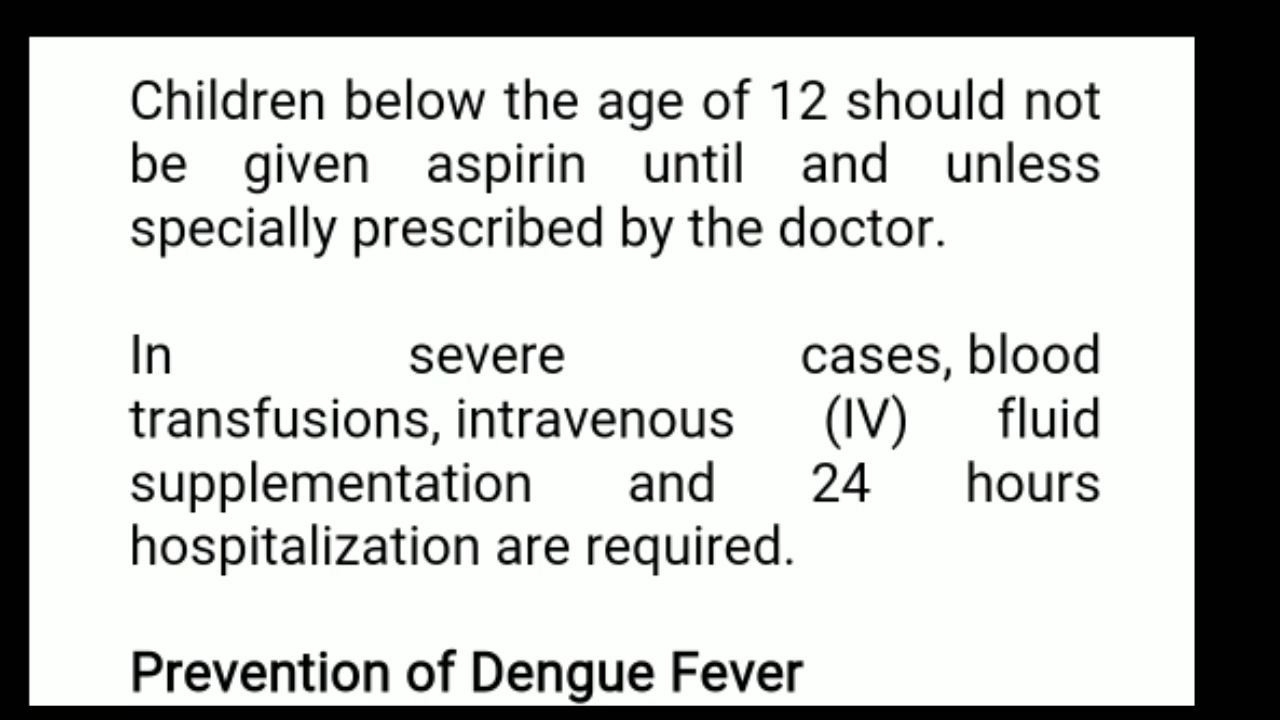 Children below the age of 12 should not
be given aspirin until and unless
specially prescribed by the doctor.
In severe cases, blood
transfusions, intravenous (IV) fluid
supplementation and 24 hours
hospitalization are required.
Prevention of Dengue Fever